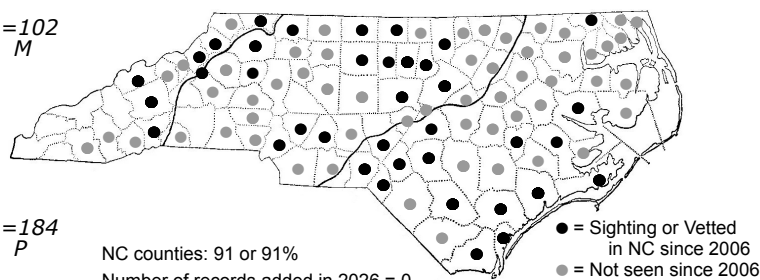 =102
M
=184
P
NC counties: 91 or 91%
● = Sighting or Vetted
in NC since 2006
● = Not seen since 2006
Number of records added in 2026 = 0